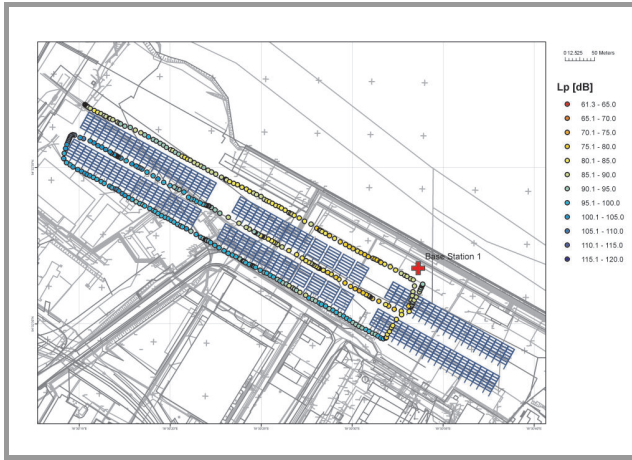 0 12.525 50 Meters
Lp [dB]
61.3 - 65.0
65.1 - 70.0
70.1 - 75.0
75.1 - 80.0
80.1 - 85.0
85.1 - 90.0
90.1 - 95.0
95.1 - 100.0
100.1 - 105.0
105.1 - 110.0
110.1 - 115.0
115.1 - 120.0
Base Station 1